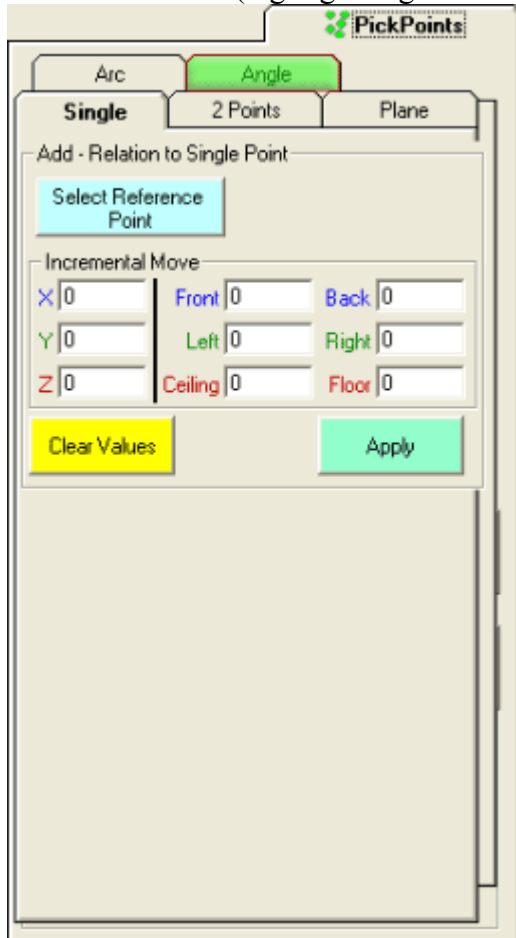 PickPoints
Arc Angle
Single 2 Points Plane
Add - Relation to Single Point
Select Reference
Point
Incremental Move
X 0 Front 0 Back 0
Y 0 Left 0 Right 0
Z 0 Ceiling 0 Floor 0
Clear Values Apply